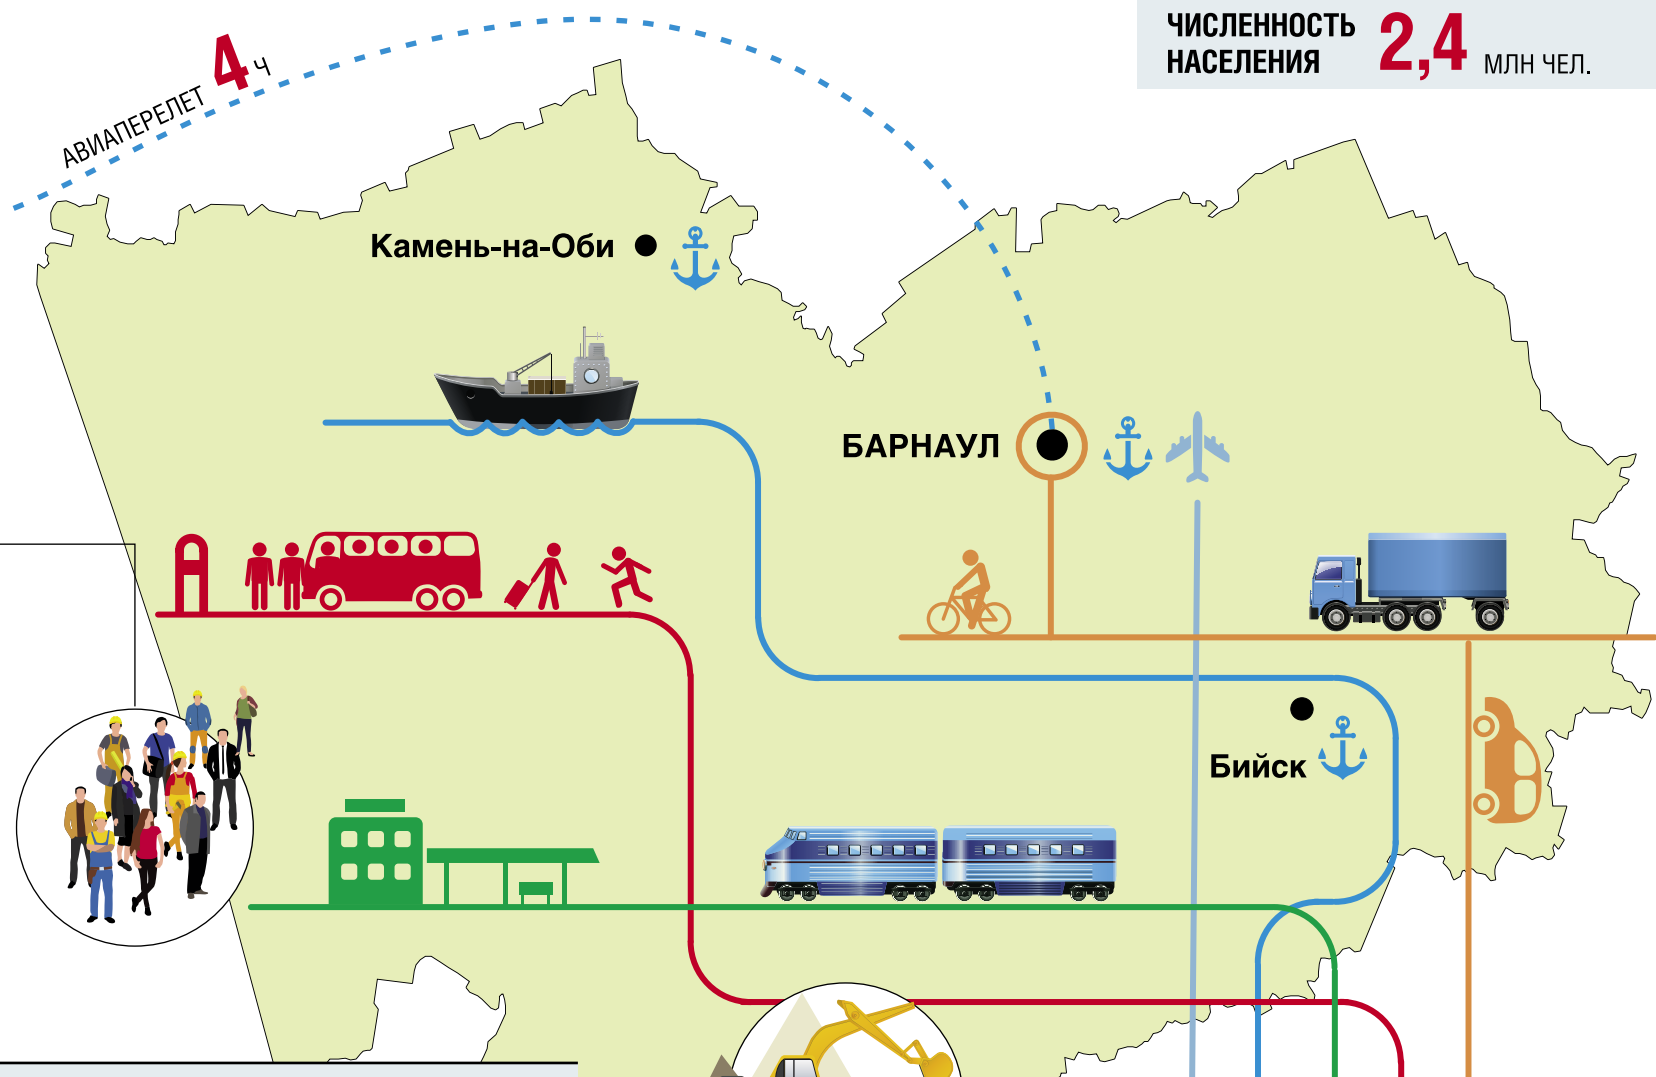 ЧИСЛЕННОСТЬ
НАСЕЛЕНИЯ 2,4 МЛН ЧЕЛ.
АВИАПЕРЕЛЕТ 4 Ч
Камень-на-Оби
БАРНАУЛ
Бийск